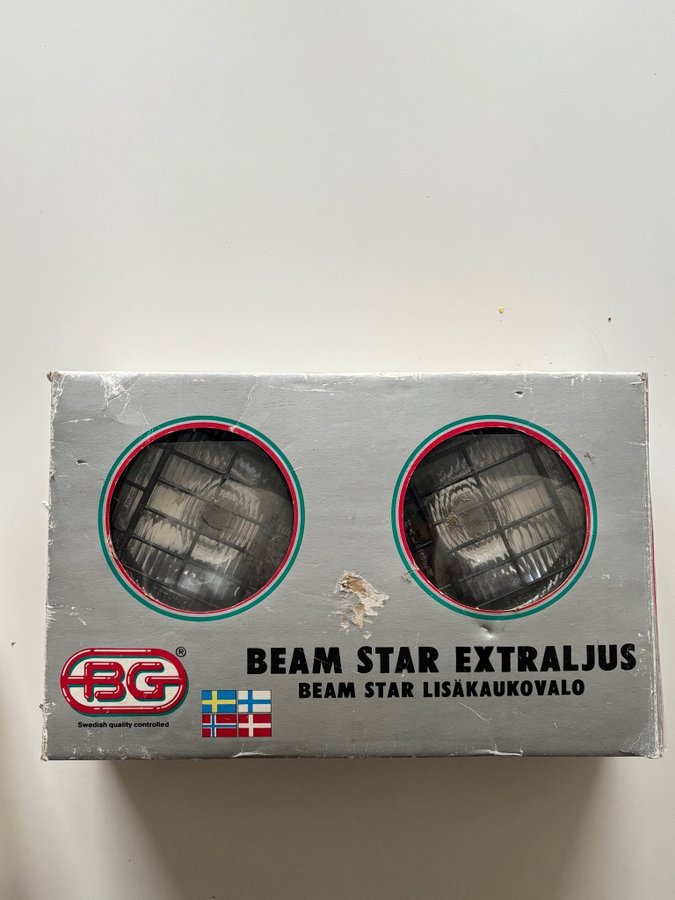 BG®
Swedish quality controlled
BEAM STAR EXTRALJUS
BEAM STAR LISÄKAUKOVALO